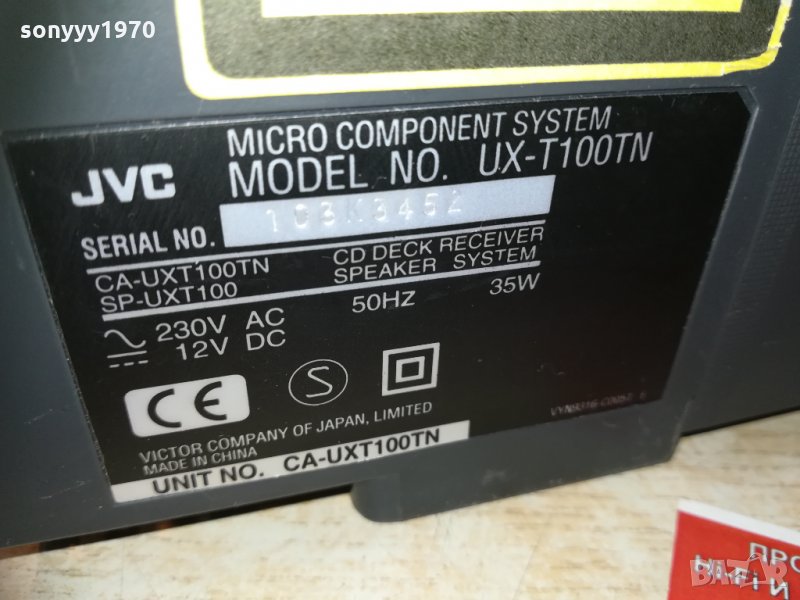 sonyyy1970
MICRO COMPONENT SYSTEM
JVC MODEL NO. UX-T100TN
SERIAL NO. 103K3452
CA-UXT100TN CD DECK RECEIVER
SP-UXT100 SPEAKER SYSTEM
230V AC 50HZ 35W
12V DC
CE S
VICTOR COMPANY OF JAPAN, LIMITED
MADE IN CHINA
UNIT NO. CA-UXT100TN
BAZAR